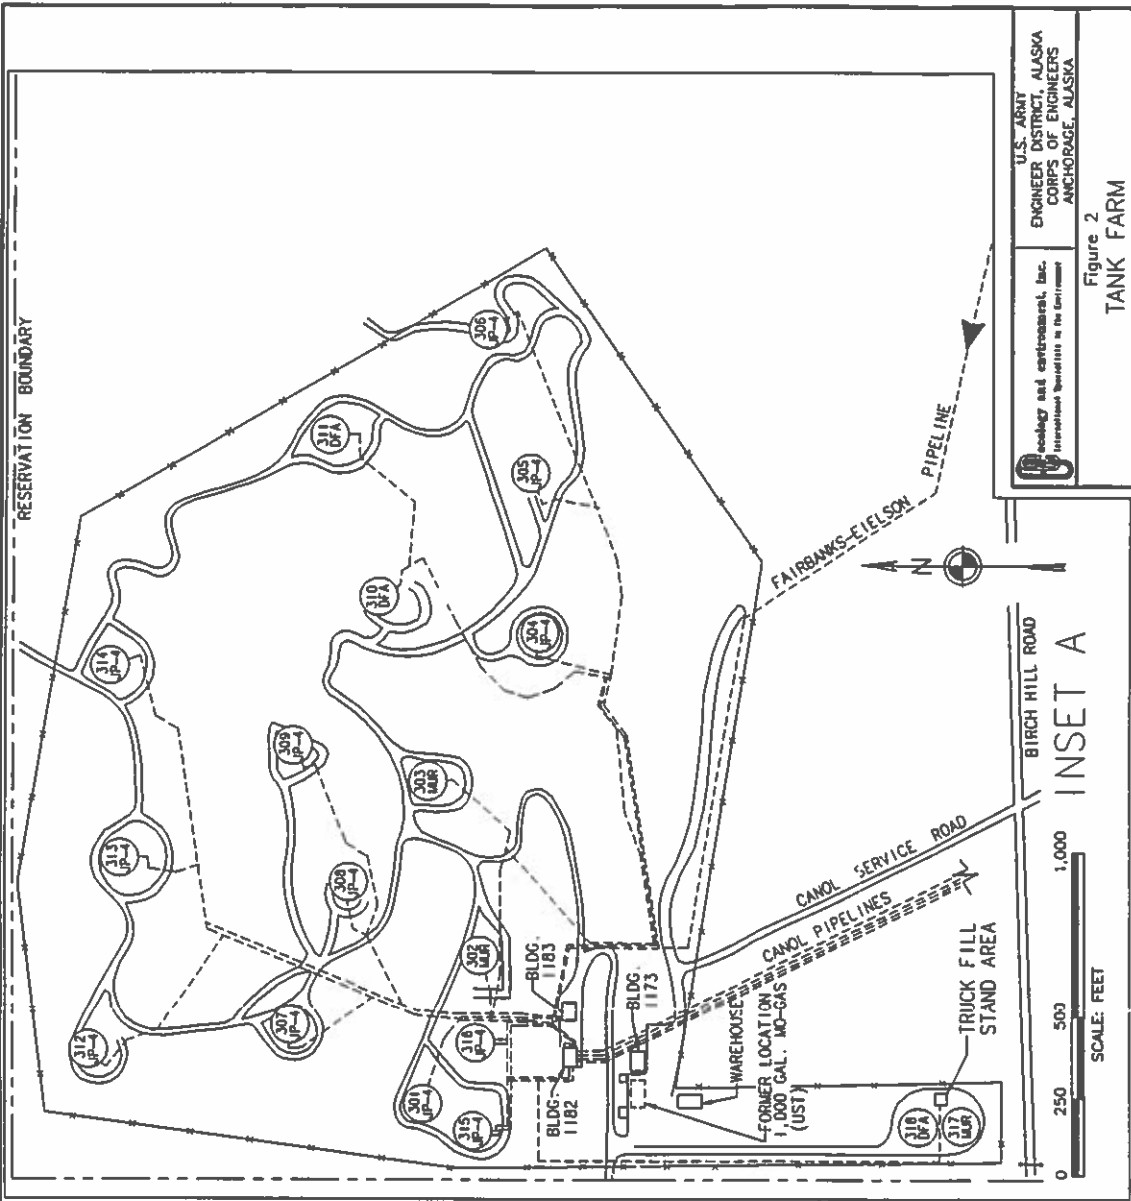 RESERVATION BOUNDARY
312
JP-4
313
JP-4
314
JP-4
311
DFA
306
JP-4
307
JP-4
308
JP-4
309
JP-4
310
DFA
305
JP-4
301
JP-4
315
JP-4
316
JP-4
302
MUR
303
MUR
304
JP-4
BLDG.
1182
BLDG.
1183
BLDG.
1173
WAREHOUSE
FORMER LOCATION
1,000 GAL. MO-GAS
(UST)
318
DFA
317
MUR
TRUCK FILL
STAND AREA
CANOL PIPELINES
CANOL SERVICE ROAD
BIRCH HILL ROAD
FAIRBANKS-EIELSON PIPELINE
N
INSET A
0 250 500 1,000
SCALE: FEET
ecology and environment, inc.
International Specialists in the Environment
U.S. ARMY
ENGINEER DISTRICT, ALASKA
CORPS OF ENGINEERS
ANCHORAGE, ALASKA
Figure 2
TANK FARM